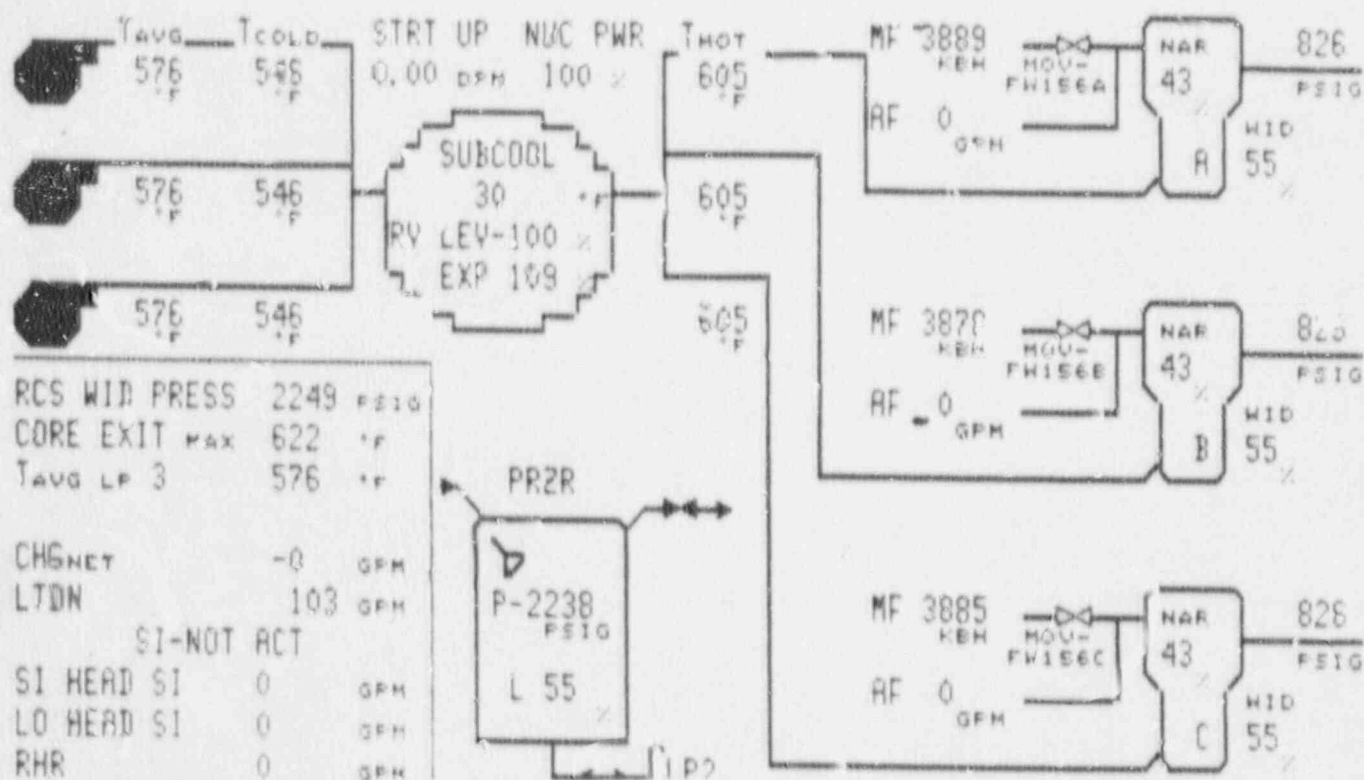 TAVG TCOLD STRT UP NUC PWR THOT
576 °F 546 °F 0.00 DPM 100 % 605 °F
MF 3889 KBH MOV-FW156A NAR 43 % 826 PSIG
AF 0 GPM A WID 55 %
SUBCOOL
576 °F 546 °F 30 °F 605 °F
RV LEV-100 %
EXP 109 %
576 °F 546 °F 605 °F
MF 3870 KBH MOV-FW156B NAR 43 % PSIG
AF 0 GPM B WID 55 %
RCS WID PRESS 2249 PSIG
CORE EXIT MAX 622 °F
TAVG LP 3 576 °F
CHGNET -0 GPM
LTDN 103 GPM
SI-NOT ACT
SI HEAD SI 0 GPM
LO HEAD SI 0 GPM
RHR 0 GPM
PRZR
P-2238 PSIG
L 55 %
LP2
MF 3885 KBH MOV-FW156C NAR 43 % 826 PSIG
AF 0 GPM C WID 55 %